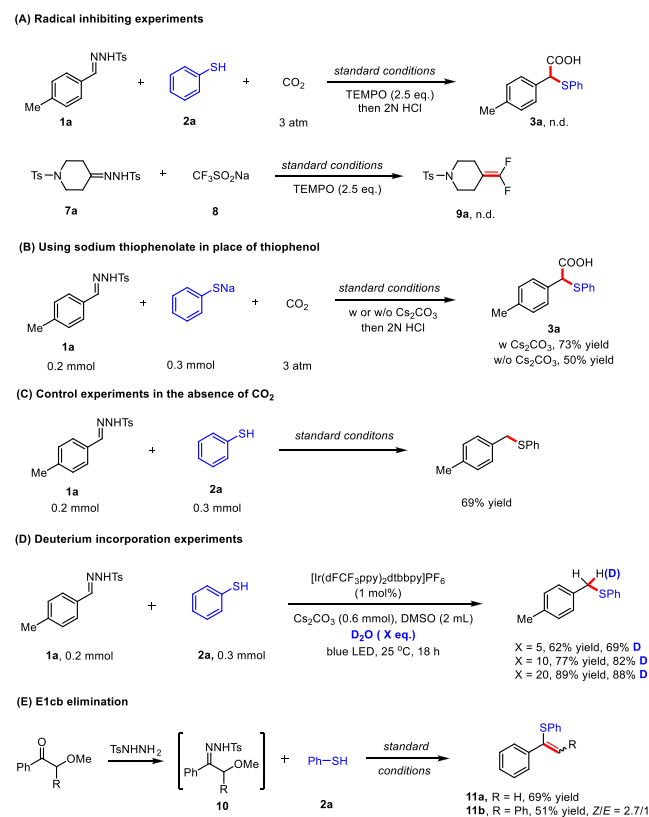 (A) Radical inhibiting experiments
NNHTs
Me
1a
+
SH
2a
+
CO2
3 atm
standard conditions
TEMPO (2.5 eq.)
then 2N HCl
COOH
SPh
Me
3a, n.d.
Ts N
NNHTs
7a
+
CF3SO2Na
8
standard conditions
TEMPO (2.5 eq.)
Ts N
F
F
9a, n.d.
(B) Using sodium thiophenolate in place of thiophenol
NNHTs
Me
1a
0.2 mmol
+
SNa
0.3 mmol
+
CO2
3 atm
standard conditions
w or w/o Cs2CO3
then 2N HCl
COOH
SPh
Me
3a
w Cs2CO3, 73% yield
w/o Cs2CO3, 50% yield
(C) Control experiments in the absence of CO2
NNHTs
Me
1a
0.2 mmol
+
SH
2a
0.3 mmol
standard conditons
SPh
Me
69% yield
(D) Deuterium incorporation experiments
NNHTs
Me
1a, 0.2 mmol
+
SH
2a, 0.3 mmol
[Ir(dFCF3ppy)2dtbbpy]PF6
(1 mol%)
Cs2CO3 (0.6 mmol), DMSO (2 mL)
D2O ( X eq.)
blue LED, 25 °C, 18 h
H H(D)
SPh
Me
X = 5, 62% yield, 69% D
X = 10, 77% yield, 82% D
X = 20, 89% yield, 88% D
(E) E1cb elimination
O
Ph
OMe
R
TsNHNH2
NNHTs
Ph
OMe
R
10
+
Ph SH
2a
standard
conditions
SPh
R
11a, R = H, 69% yield
11b, R = Ph, 51% yield, Z/E = 2.7/1